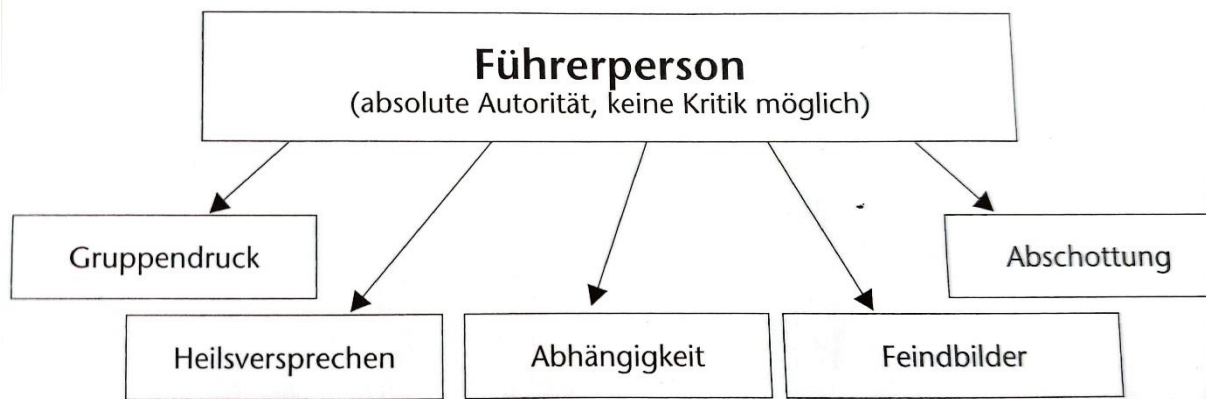 Führerperson
(absolute Autorität, keine Kritik möglich)
Gruppendruck
Abschottung
Heilsversprechen
Abhängigkeit
Feindbilder